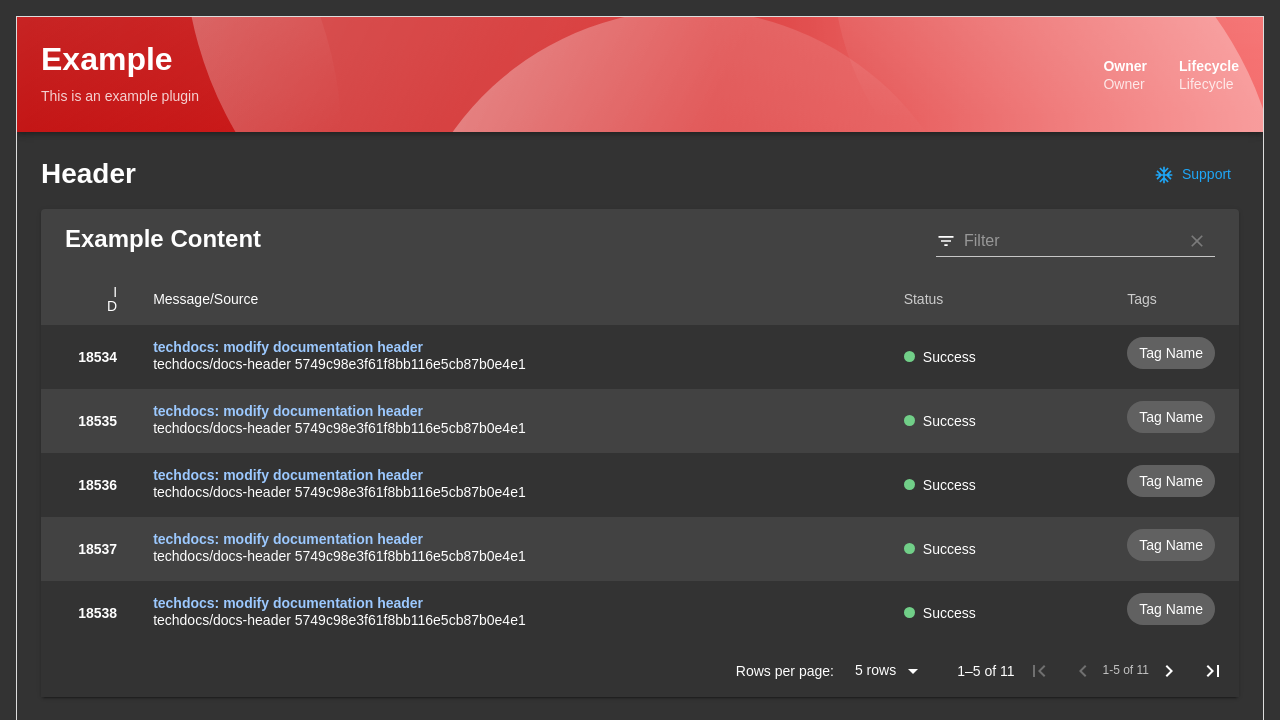 Example
This is an example plugin
Owner
Owner
Lifecycle
Lifecycle
Header
Support
Example Content
Filter
ID
Message/Source
Status
Tags
18534
techdocs: modify documentation header
techdocs/docs-header 5749c98e3f61f8bb116e5cb87b0e4e1
Success
Tag Name
18535
techdocs: modify documentation header
techdocs/docs-header 5749c98e3f61f8bb116e5cb87b0e4e1
Success
Tag Name
18536
techdocs: modify documentation header
techdocs/docs-header 5749c98e3f61f8bb116e5cb87b0e4e1
Success
Tag Name
18537
techdocs: modify documentation header
techdocs/docs-header 5749c98e3f61f8bb116e5cb87b0e4e1
Success
Tag Name
18538
techdocs: modify documentation header
techdocs/docs-header 5749c98e3f61f8bb116e5cb87b0e4e1
Success
Tag Name
Rows per page: 5 rows 1–5 of 11 1-5 of 11